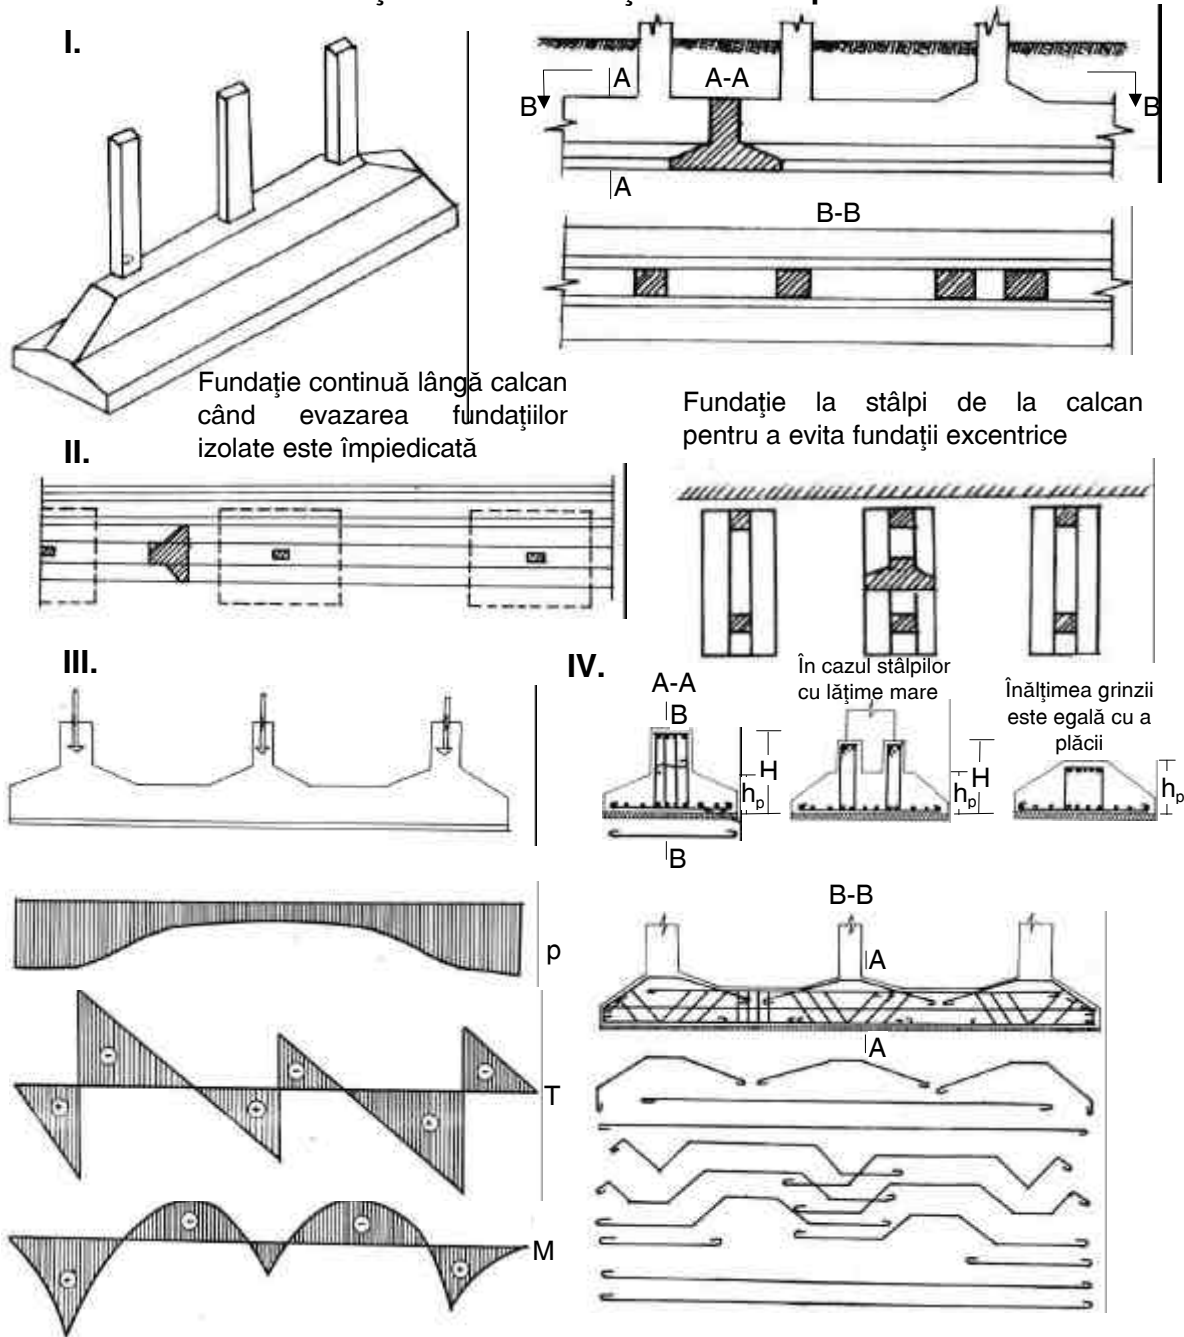 I.
A
A-A
B
B
A
B-B
Fundaţie continuă lângă calcan
când evazarea fundaţiilor
izolate este împiedicată
Fundaţie la stâlpi de la calcan
pentru a evita fundaţii excentrice
II.
III.
IV.
A-A
B
H
hp
B
În cazul stâlpilor
cu lăţime mare
H
hp
Înălţimea grinzii
este egală cu a
plăcii
hp
p
T
M
B-B
A
A